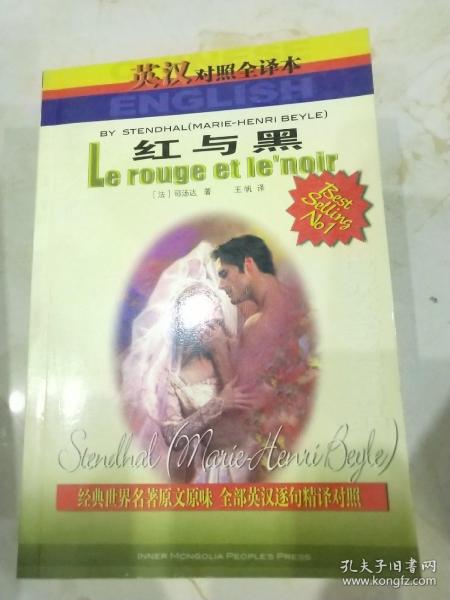 英汉对照全译本
ENGLISH
BY STENDHAL(MARIE-HENRI BEYLE)
红与黑
Le rouge et le noir
[法]司汤达 著 王帆 译
Best
Selling
No1
Stendhal (Marie-Henri Beyle)
经典世界名著原文原味 全部英汉逐句精译对照
INNER MONGOLIA PEOPLE'S PRESS
孔夫子旧书网
www.kongfz.com